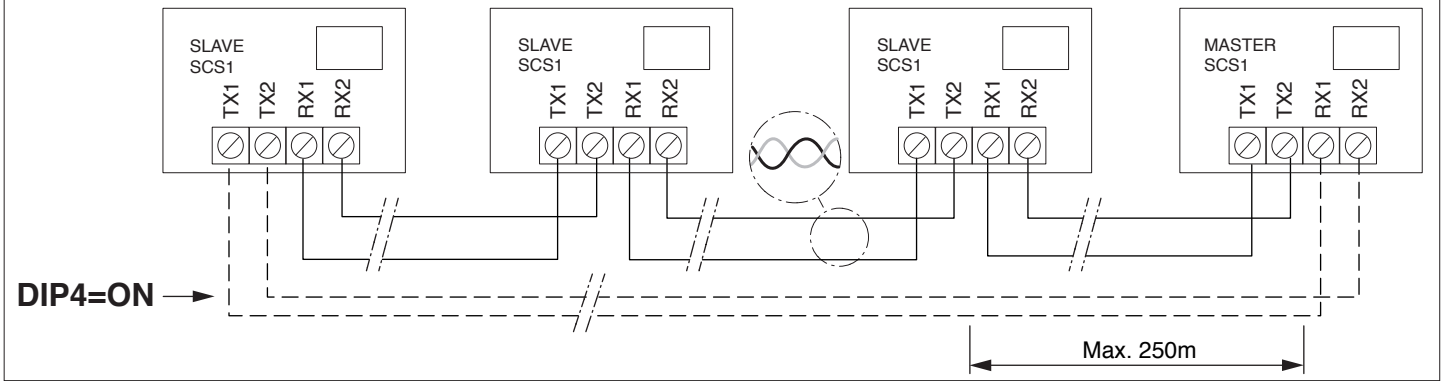 SLAVE
SCS1
TX1
TX2
RX1
RX2
SLAVE
SCS1
TX1
TX2
RX1
RX2
SLAVE
SCS1
TX1
TX2
RX1
RX2
MASTER
SCS1
TX1
TX2
RX1
RX2
DIP4=ON
Max. 250m